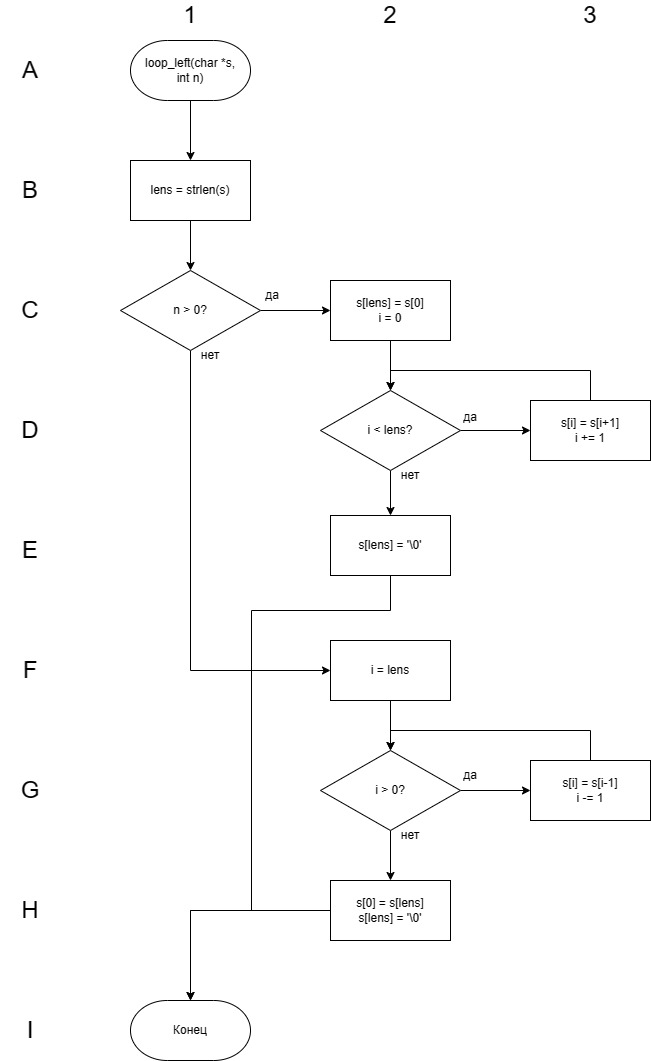 1
2
3
A
loop_left(char *s,
int n)
B
lens = strlen(s)
C
n > 0?
да
нет
s[lens] = s[0]
i = 0
D
i < lens?
да
нет
s[i] = s[i+1]
i += 1
E
s[lens] = '\0'
F
i = lens
G
i > 0?
да
нет
s[i] = s[i-1]
i -= 1
H
s[0] = s[lens]
s[lens] = '\0'
I
Конец